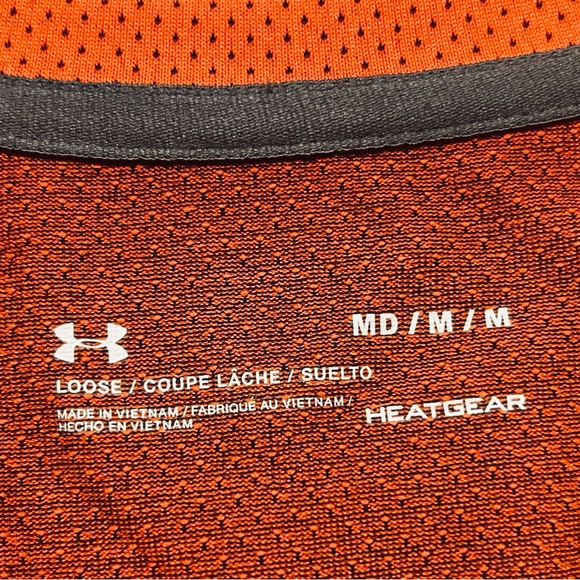 MD / M / M
LOOSE / COUPE LÂCHE / SUELTO
MADE IN VIETNAM / FABRIQUÉ AU VIETNAM /
HECHO EN VIETNAM
HEATGEAR